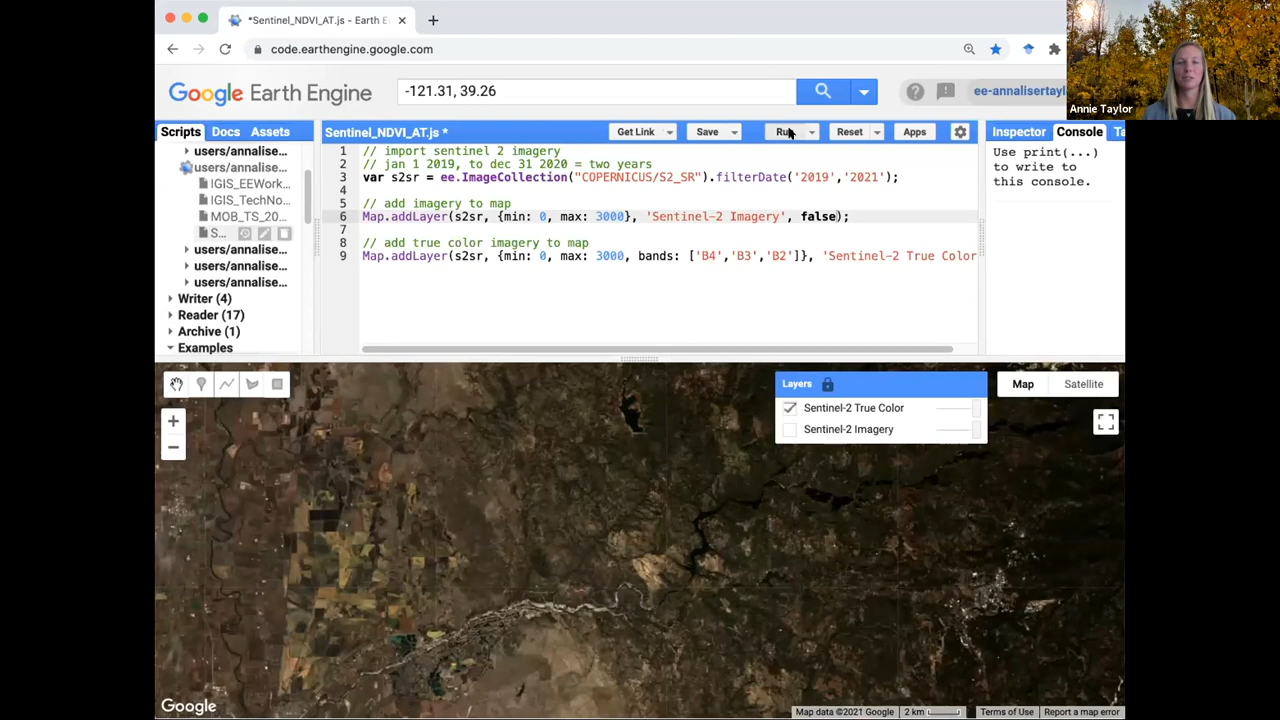 *Sentinel_NDVI_AT.js - Earth E
code.earthengine.google.com
Google Earth Engine
-121.31, 39.26
ee-annalisertayl
Annie Taylor
Scripts
Docs
Assets
Sentinel_NDVI_AT.js *
Get Link
Save
Run
Reset
Apps
Inspector
Console
Ta
users/annalise...
users/annalise...
IGIS_EEWork...
IGIS_TechNo...
MOB_TS_20...
S...
users/annalise...
users/annalise...
users/annalise...
Writer (4)
Reader (17)
Archive (1)
Examples
1 // import sentinel 2 imagery
2 // jan 1 2019, to dec 31 2020 = two years
3 var s2sr = ee.ImageCollection("COPERNICUS/S2_SR").filterDate('2019','2021');
4
5 // add imagery to map
6 Map.addLayer(s2sr, {min: 0, max: 3000}, 'Sentinel-2 Imagery', false);
7
8 // add true color imagery to map
9 Map.addLayer(s2sr, {min: 0, max: 3000, bands: ['B4','B3','B2']}, 'Sentinel-2 True Color
Use print(...)
to write to
this console.
Layers
Sentinel-2 True Color
Sentinel-2 Imagery
Map
Satellite
Google
Map data ©2021 Google
2 km
Terms of Use
Report a map error